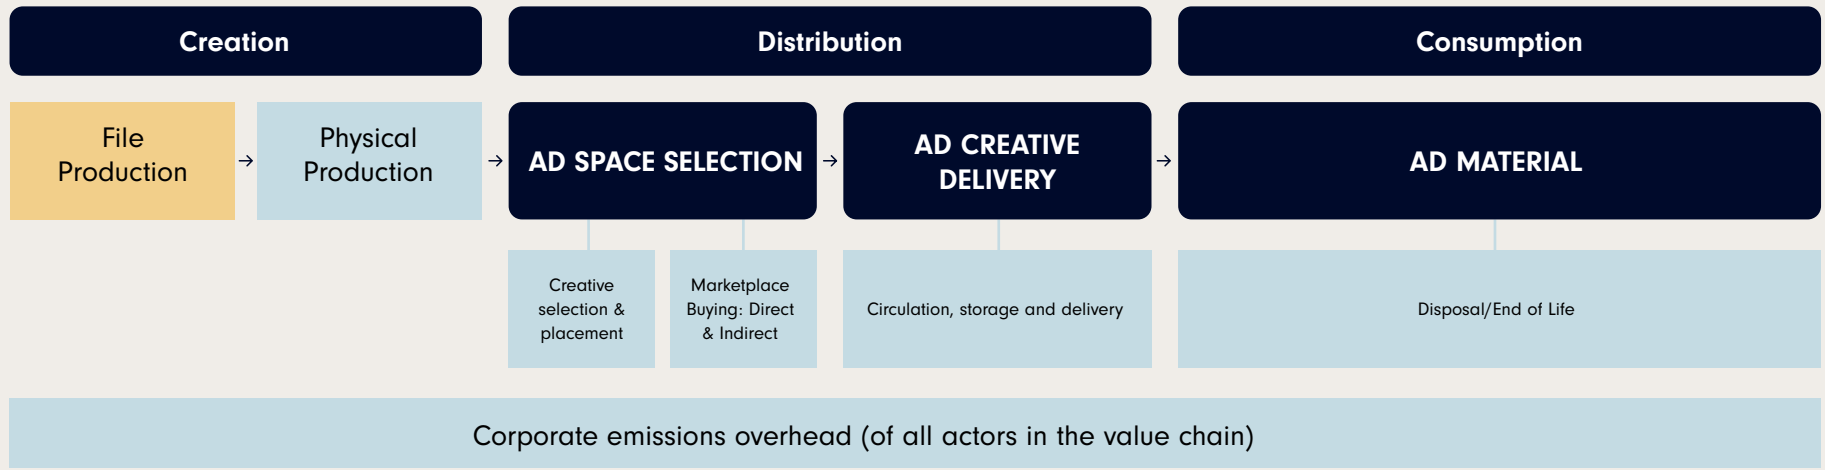 Creation
Distribution
Consumption
File
Production
Physical
Production
AD SPACE SELECTION
AD CREATIVE
DELIVERY
AD MATERIAL
Creative
selection &
placement
Marketplace
Buying: Direct
& Indirect
Circulation, storage and delivery
Disposal/End of Life
Corporate emissions overhead (of all actors in the value chain)